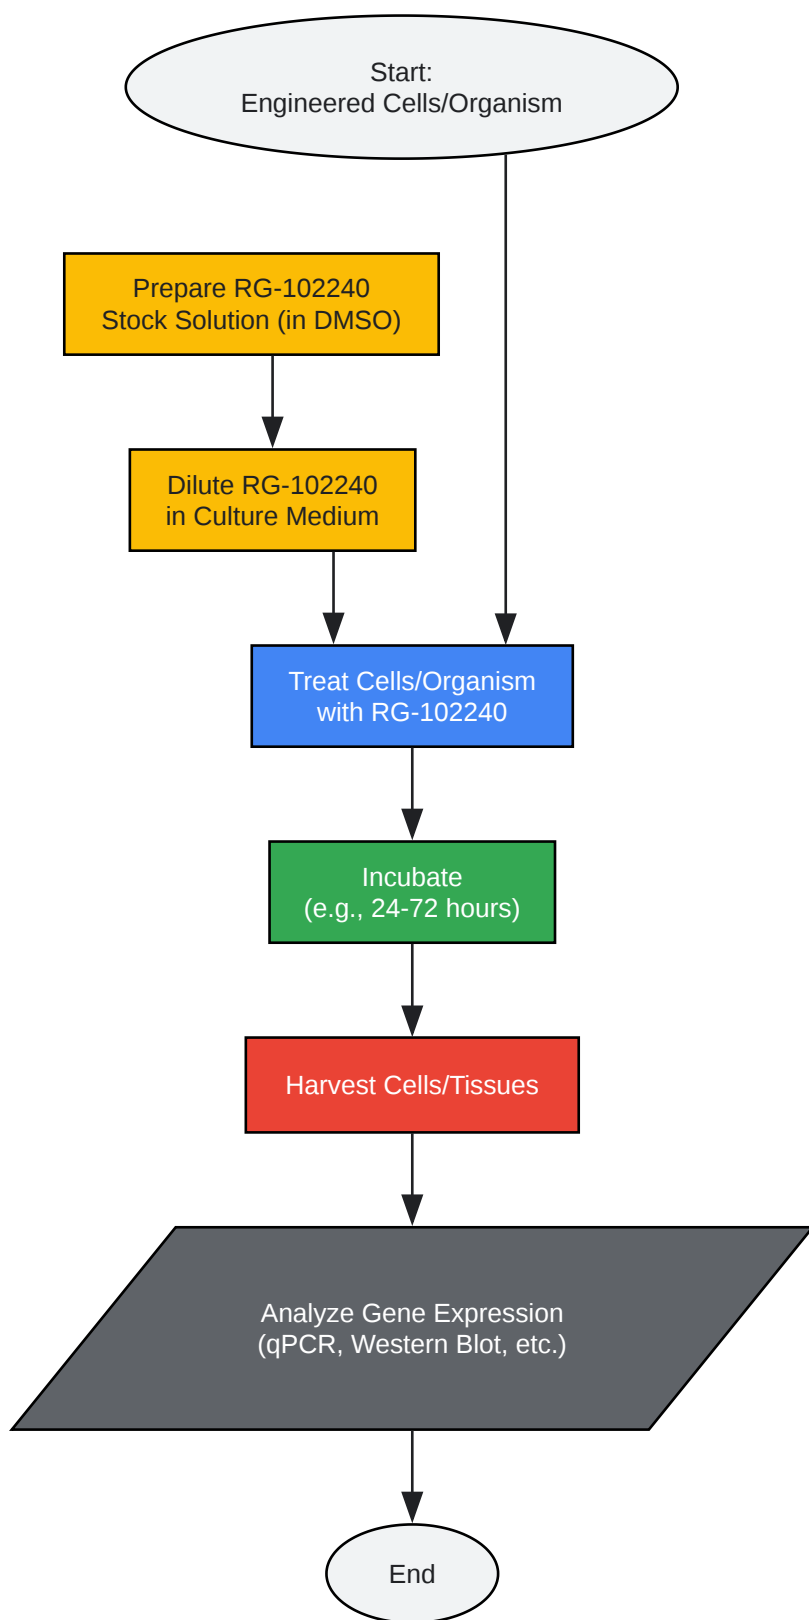 Start:
Engineered Cells/Organism
Prepare RG-102240
Stock Solution (in DMSO)
Dilute RG-102240
in Culture Medium
Treat Cells/Organism
with RG-102240
Incubate
(e.g., 24-72 hours)
Harvest Cells/Tissues
Analyze Gene Expression
(qPCR, Western Blot, etc.)
End